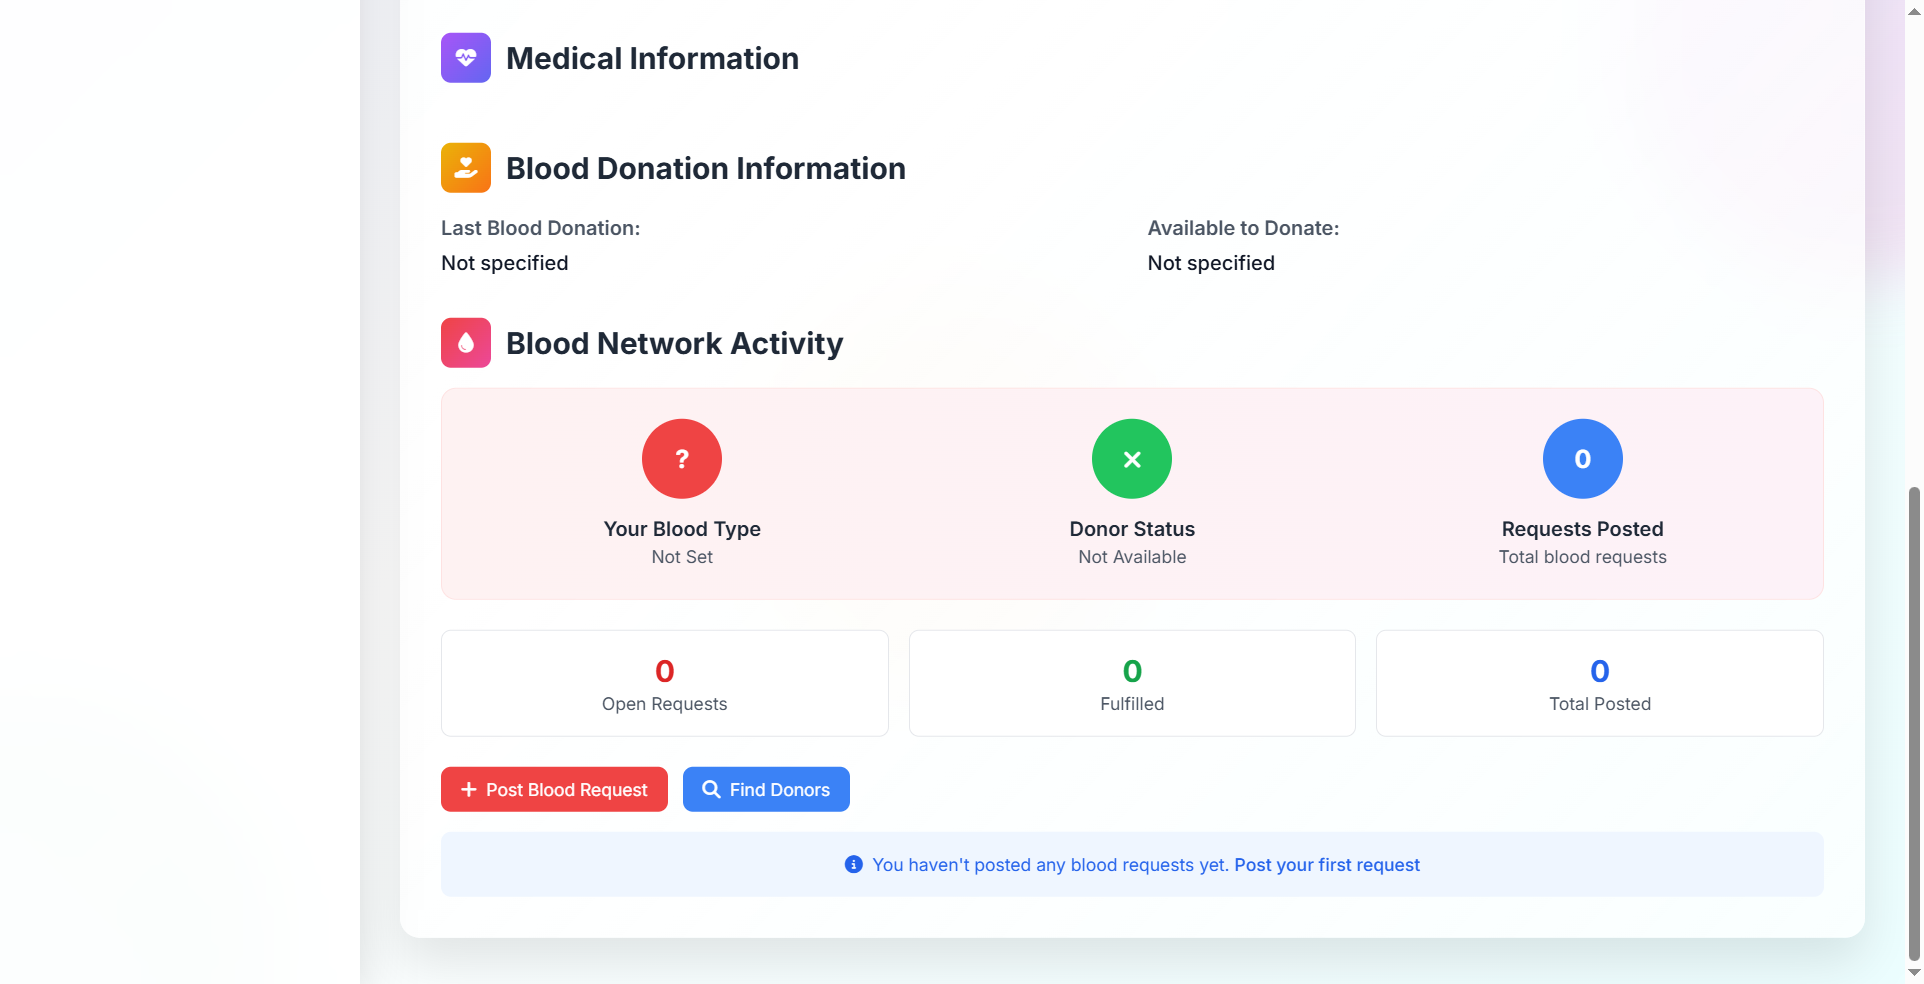 Medical Information
Blood Donation Information
Last Blood Donation:
Not specified
Available to Donate:
Not specified
Blood Network Activity
?
Your Blood Type
Not Set
Donor Status
Not Available
0
Requests Posted
Total blood requests
0
Open Requests
0
Fulfilled
0
Total Posted
Post Blood Request
Find Donors
You haven't posted any blood requests yet. Post your first request